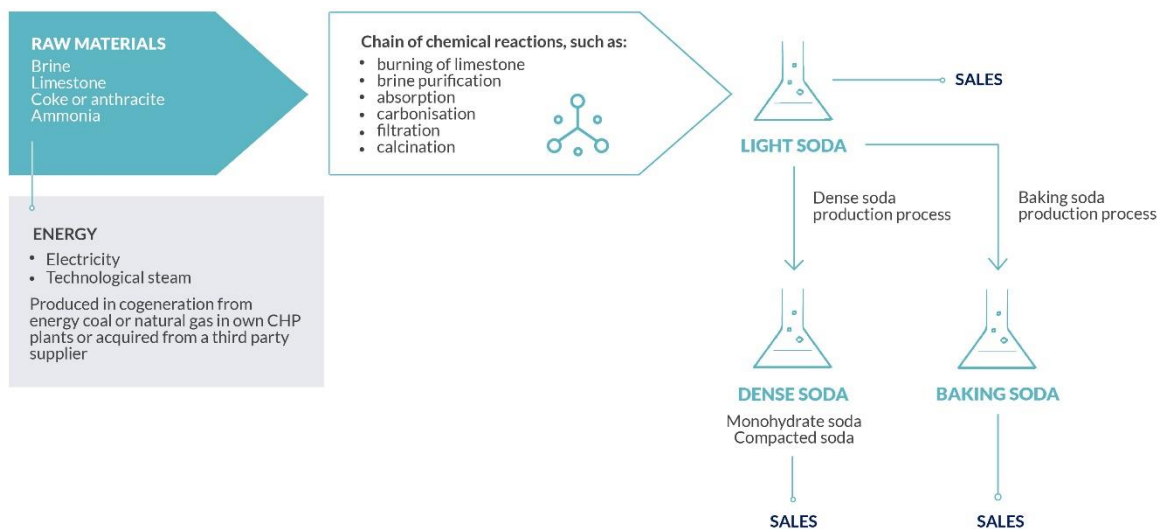 RAW MATERIALS
Brine
Limestone
Coke or anthracite
Ammonia
Chain of chemical reactions, such as:
• burning of limestone
• brine purification
• absorption
• carbonisation
• filtration
• calcination
SALES
LIGHT SODA
Dense soda
production process
Baking soda
production process
ENERGY
• Electricity
• Technological steam
Produced in cogeneration from
energy coal or natural gas in own CHP
plants or acquired from a third party
supplier
DENSE SODA
Monohydrate soda
Compacted soda
BAKING SODA
SALES
SALES